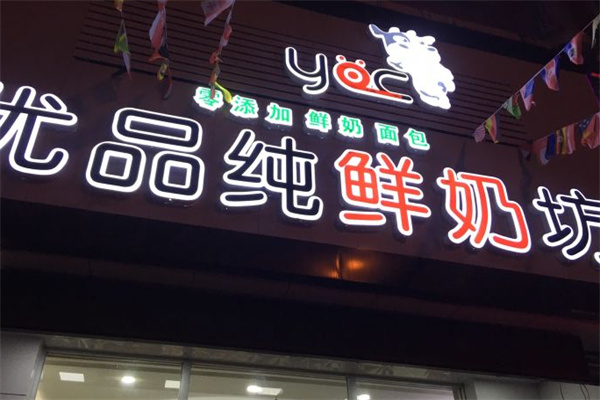 yoc
零添加 鲜奶 面包
优品纯鲜奶坊